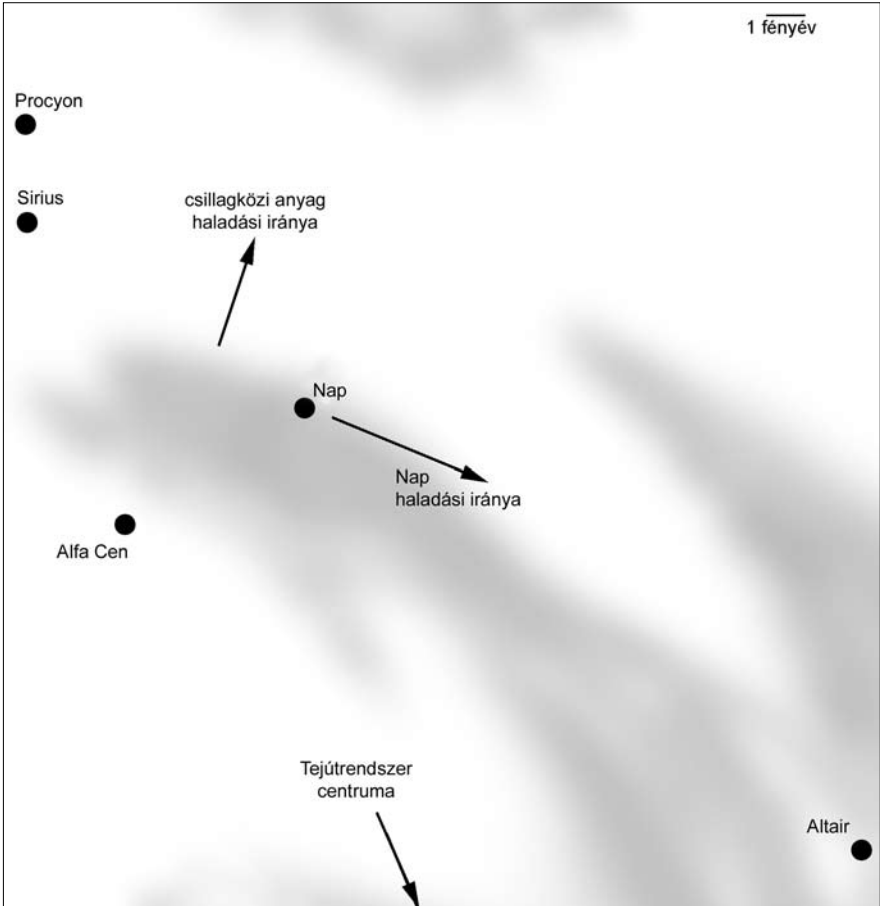 1 fényév
Procyon
Sirius
csillagközi anyag
haladási iránya
Nap
Nap
haladási iránya
Alfa Cen
Tejútrendszer
centruma
Altair